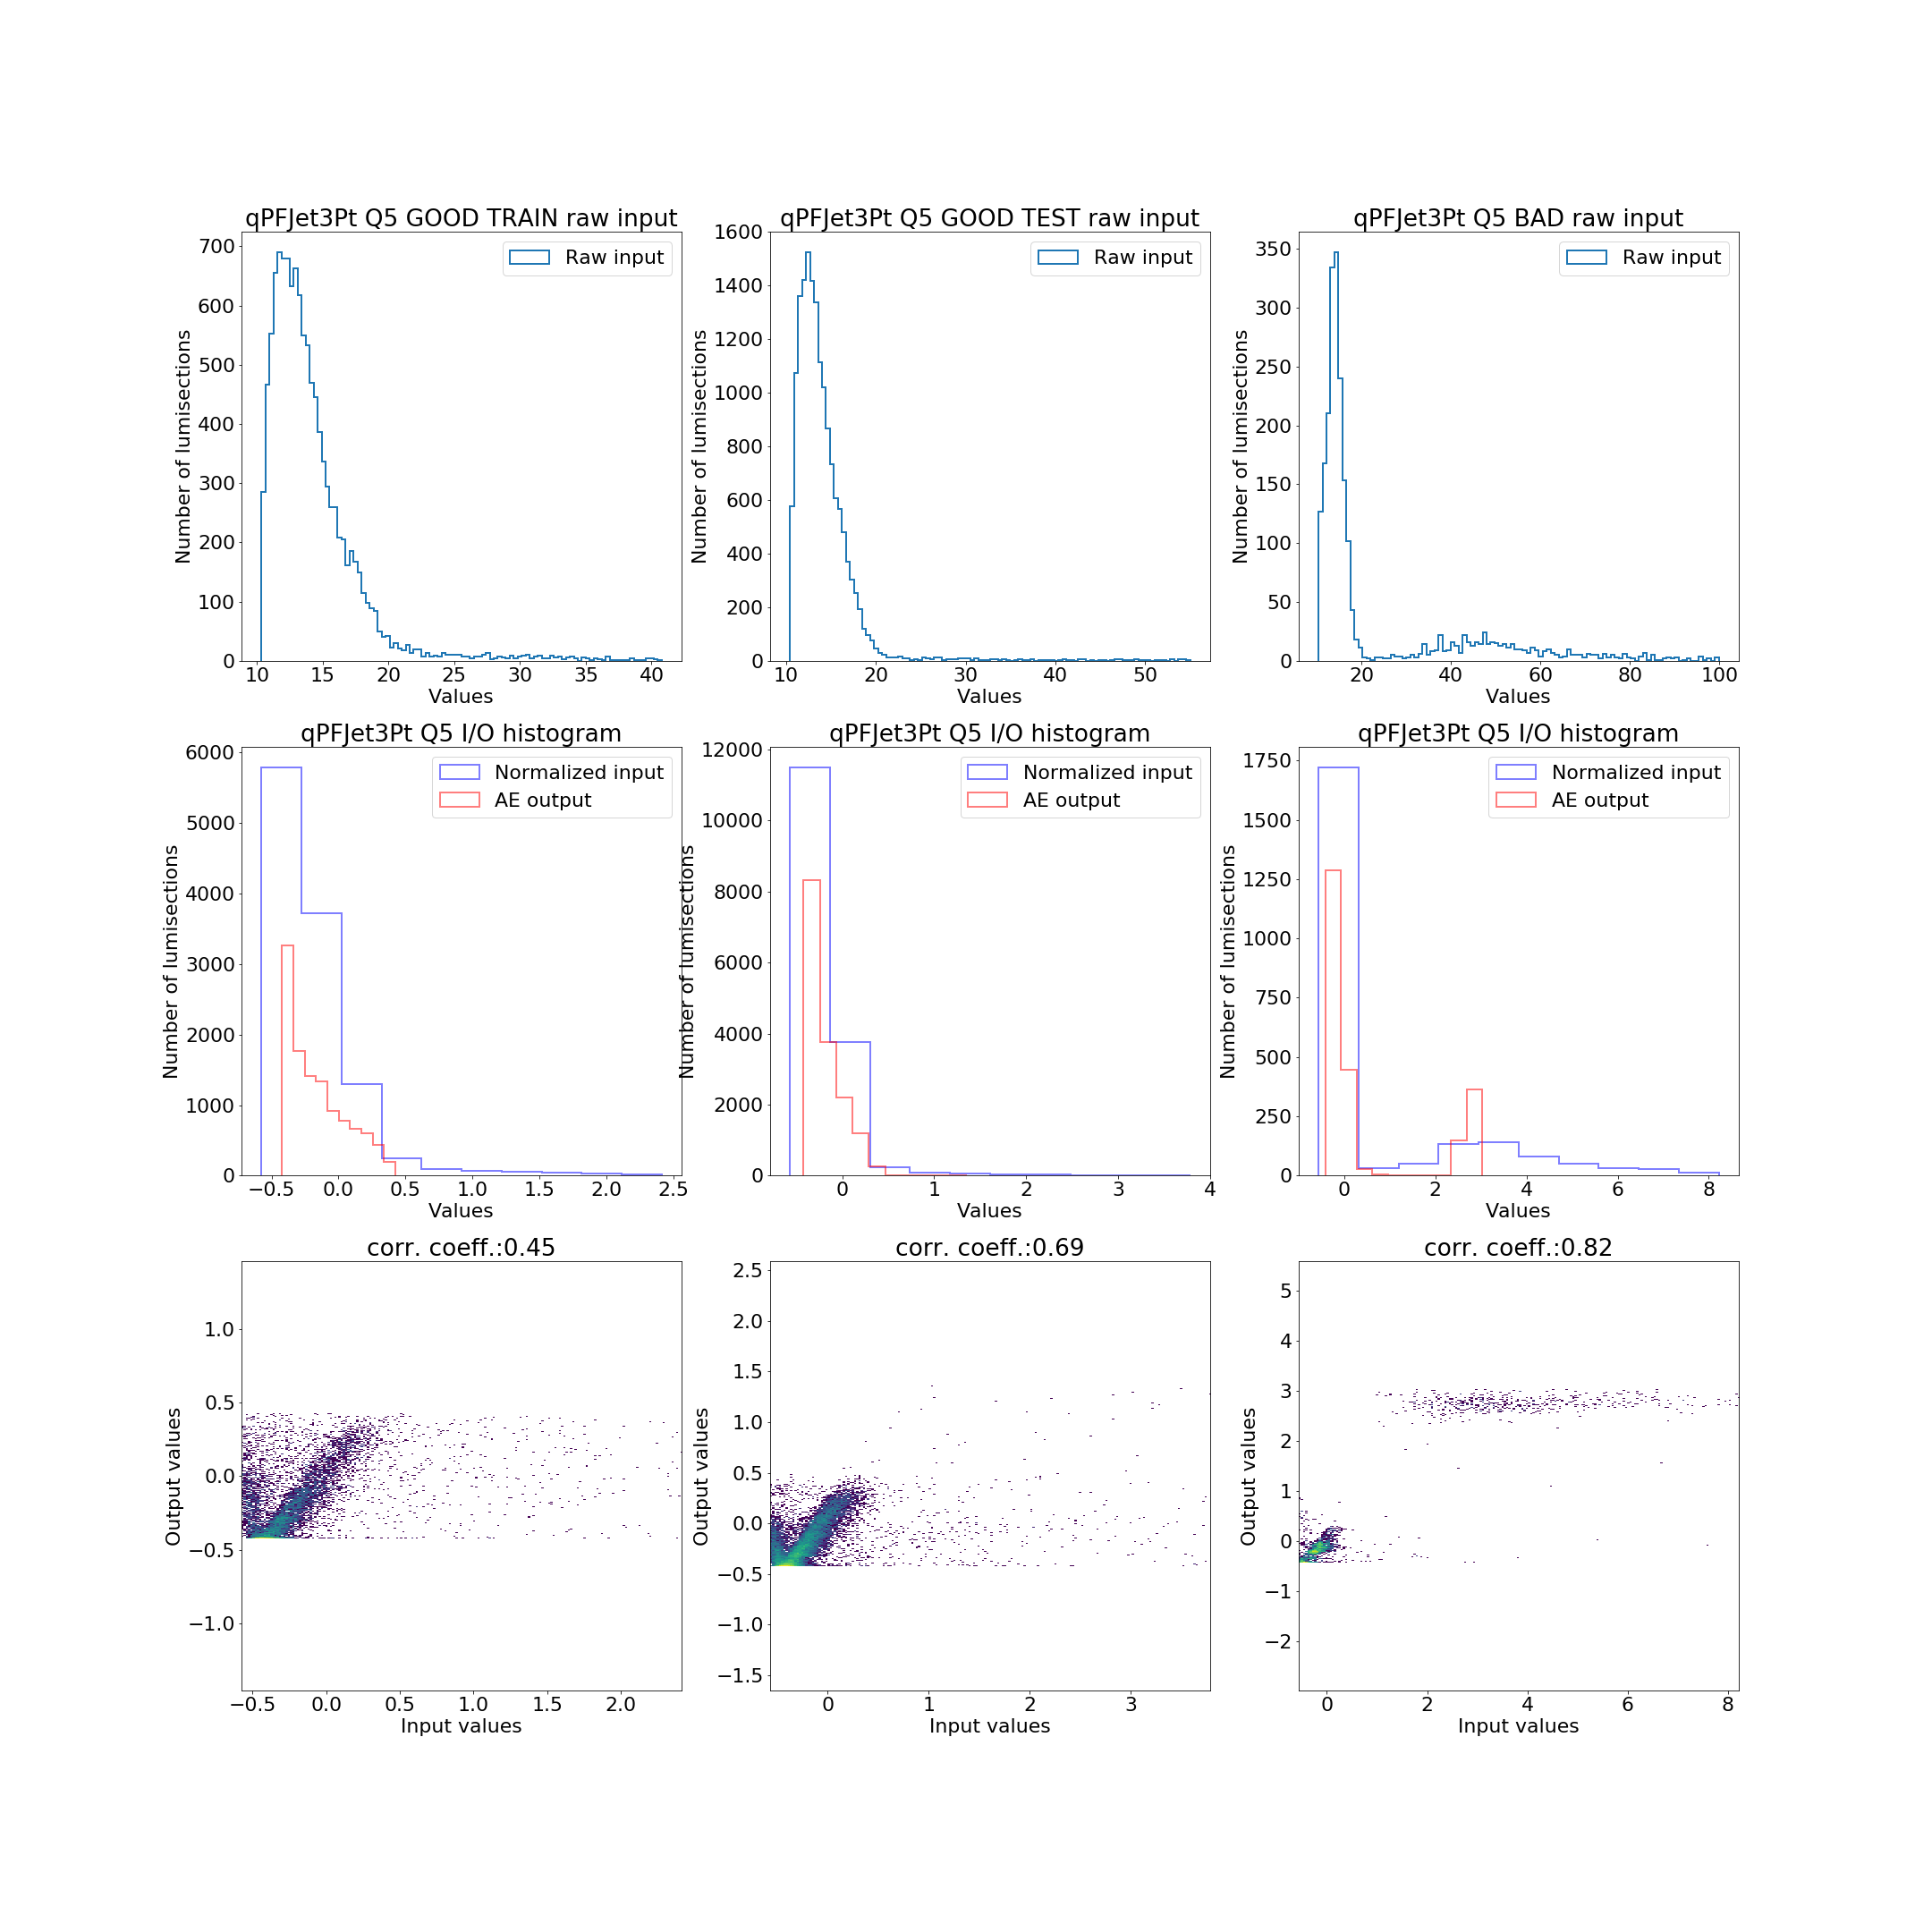 qPFJet3Pt Q5 GOOD TRAIN raw input
Raw input
Number of lumisections
700
600
500
400
300
200
100
0
10 15 20 25 30 35 40
Values
qPFJet3Pt Q5 GOOD TEST raw input
Raw input
Number of lumisections
1600
1400
1200
1000
800
600
400
200
0
10 20 30 40 50
Values
qPFJet3Pt Q5 BAD raw input
Raw input
Number of lumisections
350
300
250
200
150
100
50
0
20 40 60 80 100
Values
qPFJet3Pt Q5 I/O histogram
Normalized input
AE output
Number of lumisections
6000
5000
4000
3000
2000
1000
0
−0.5 0.0 0.5 1.0 1.5 2.0 2.5
Values
qPFJet3Pt Q5 I/O histogram
Normalized input
AE output
Number of lumisections
12000
10000
8000
6000
4000
2000
0
0 1 2 3 4
Values
qPFJet3Pt Q5 I/O histogram
Normalized input
AE output
Number of lumisections
1750
1500
1250
1000
750
500
250
0
0 2 4 6 8
Values
corr. coeff.:0.45
Output values
1.0
0.5
0.0
−0.5
−1.0
−0.5 0.0 0.5 1.0 1.5 2.0
Input values
corr. coeff.:0.69
Output values
2.5
2.0
1.5
1.0
0.5
0.0
−0.5
−1.0
−1.5
0 1 2 3
Input values
corr. coeff.:0.82
Output values
5
4
3
2
1
0
−1
−2
0 2 4 6 8
Input values